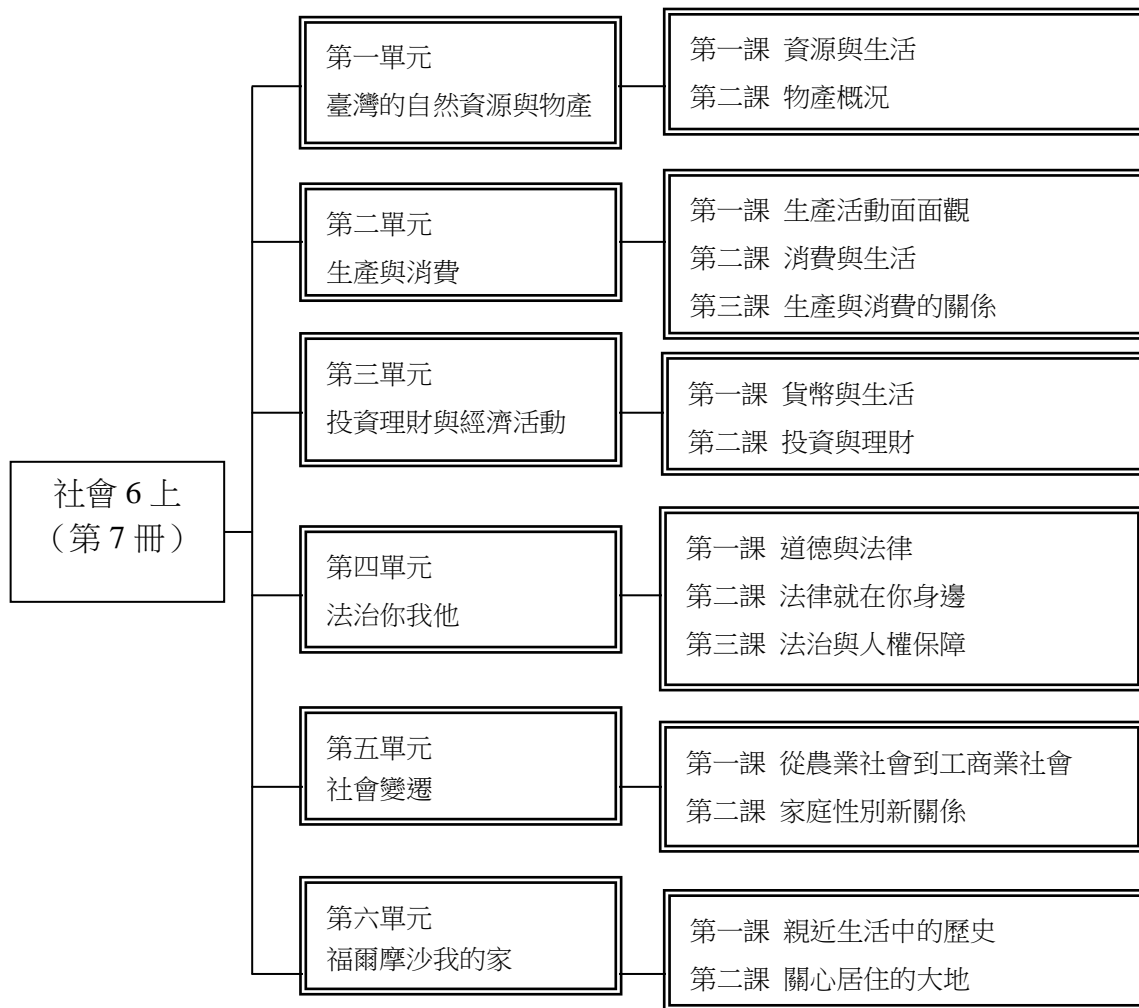 社會 6 上
（第 7 冊）
第一單元
臺灣的自然資源與物產
第一課 資源與生活
第二課 物產概況
第二單元
生產與消費
第一課 生產活動面面觀
第二課 消費與生活
第三課 生產與消費的關係
第三單元
投資理財與經濟活動
第一課 貨幣與生活
第二課 投資與理財
第四單元
法治你我他
第一課 道德與法律
第二課 法律就在你身邊
第三課 法治與人權保障
第五單元
社會變遷
第一課 從農業社會到工商業社會
第二課 家庭性別新關係
第六單元
福爾摩沙我的家
第一課 親近生活中的歷史
第二課 關心居住的大地